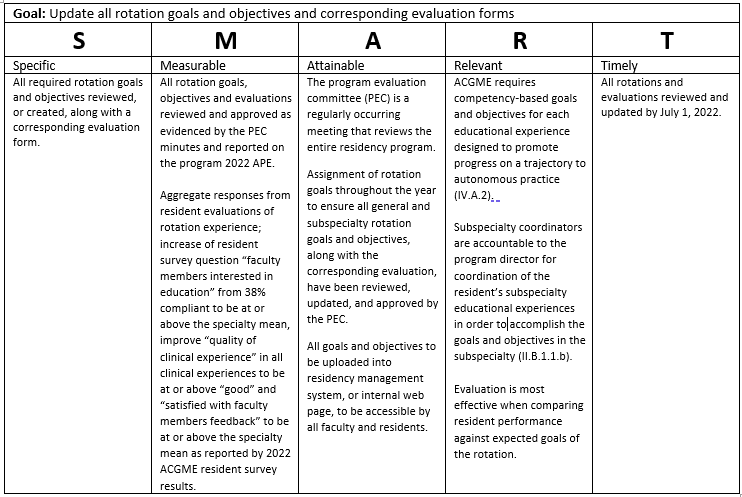 Goal: Update all rotation goals and objectives and corresponding evaluation forms
S
M
A
R
T
Specific
Measurable
Attainable
Relevant
Timely
All required rotation goals
and objectives reviewed,
or created, along with a
corresponding evaluation
form.
All rotation goals,
objectives and evaluations
reviewed and approved as
evidenced by the PEC
minutes and reported on
the program 2022 APE.
Aggregate responses from
resident evaluations of
rotation experience;
increase of resident
survey question “faculty
members interested in
education” from 38%
compliant to be at or
above the specialty mean,
improve “quality of
clinical experience” in all
clinical experiences to be
at or above “good” and
“satisfied with faculty
members feedback” to be
at or above the specialty
mean as reported by 2022
ACGME resident survey
results.
The program evaluation
committee (PEC) is a
regularly occurring
meeting that reviews the
entire residency program.
Assignment of rotation
goals throughout the year
to ensure all general and
subspecialty rotation
goals and objectives,
along with the
corresponding evaluation,
have been reviewed,
updated, and approved by
the PEC.
All goals and objectives to
be uploaded into
residency management
system, or internal web
page, to be accessible by
all faculty and residents.
ACGME requires
competency-based goals
and objectives for each
educational experience
designed to promote
progress on a trajectory to
autonomous practice
(IV.A.2).
Subspecialty coordinators
are accountable to the
program director for
coordination of the
resident’s subspecialty
educational experiences
in order to accomplish the
goals and objectives in the
subspecialty (II.B.1.1.b).
Evaluation is most
effective when comparing
resident performance
against expected goals of
the rotation.
All rotations and
evaluations reviewed and
updated by July 1, 2022.